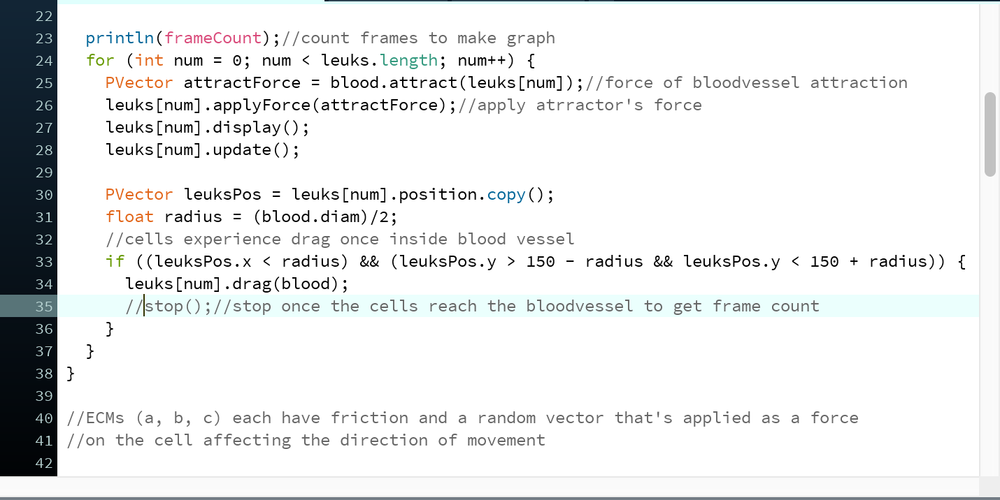 22
23 println(frameCount);//count frames to make graph
24 for (int num = 0; num < leuks.length; num++) {
25 PVector attractForce = blood.attract(leuks[num]);//force of bloodvessel attraction
26 leuks[num].applyForce(attractForce);//apply atrractor's force
27 leuks[num].display();
28 leuks[num].update();
29
30 PVector leuksPos = leuks[num].position.copy();
31 float radius = (blood.diam)/2;
32 //cells experience drag once inside blood vessel
33 if ((leuksPos.x < radius) && (leuksPos.y > 150 - radius && leuksPos.y < 150 + radius)) {
34 leuks[num].drag(blood);
35 //stop();//stop once the cells reach the bloodvessel to get frame count
36 }
37 }
38 }
39
40 //ECMs (a, b, c) each have friction and a random vector that's applied as a force
41 //on the cell affecting the direction of movement
42